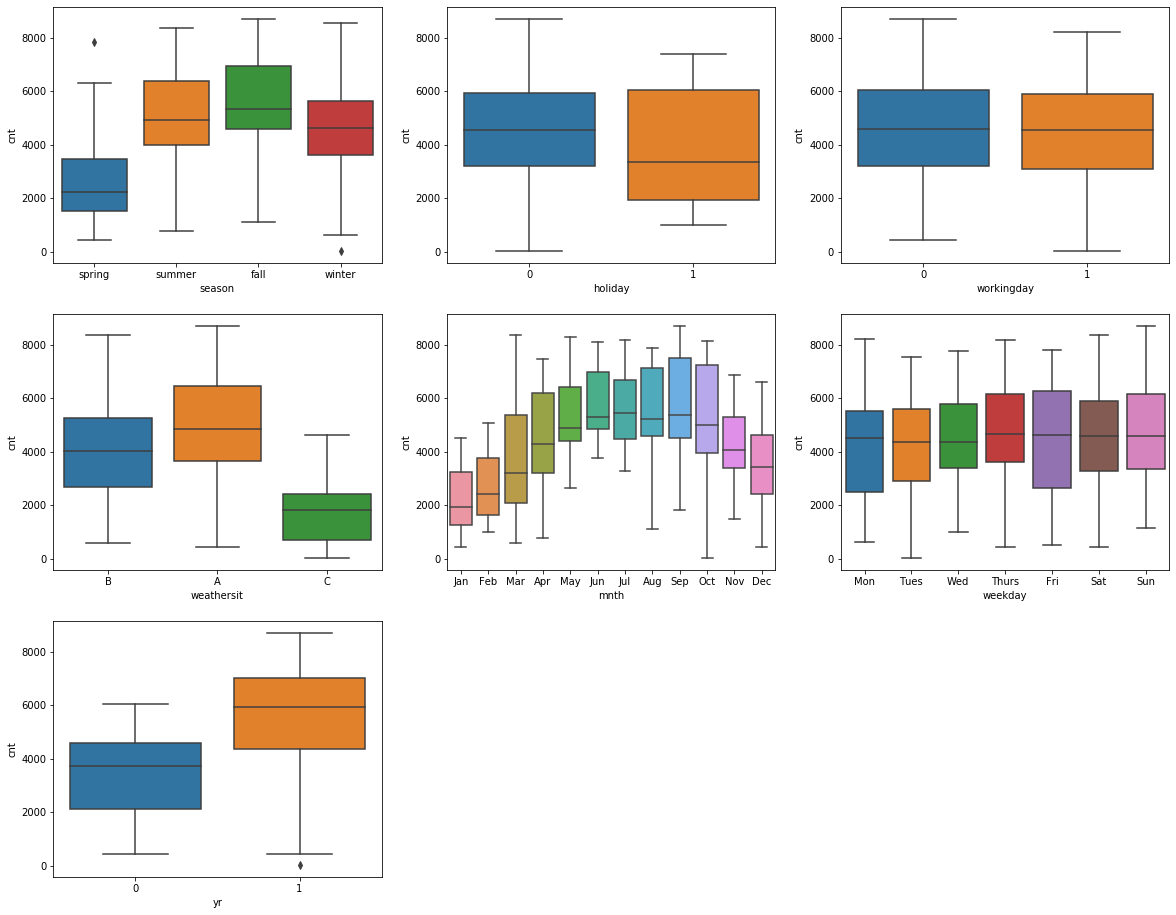 8000
6000
4000
2000
0
cnt
spring summer fall winter
season
8000
6000
4000
2000
0
cnt
0 1
holiday
8000
6000
4000
2000
0
cnt
0 1
workingday
8000
6000
4000
2000
0
cnt
B A C
weathersit
8000
6000
4000
2000
0
cnt
Jan Feb Mar Apr May Jun Jul Aug Sep Oct Nov Dec
mnth
8000
6000
4000
2000
0
cnt
Mon Tues Wed Thurs Fri Sat Sun
weekday
8000
6000
4000
2000
0
cnt
0 1
yr